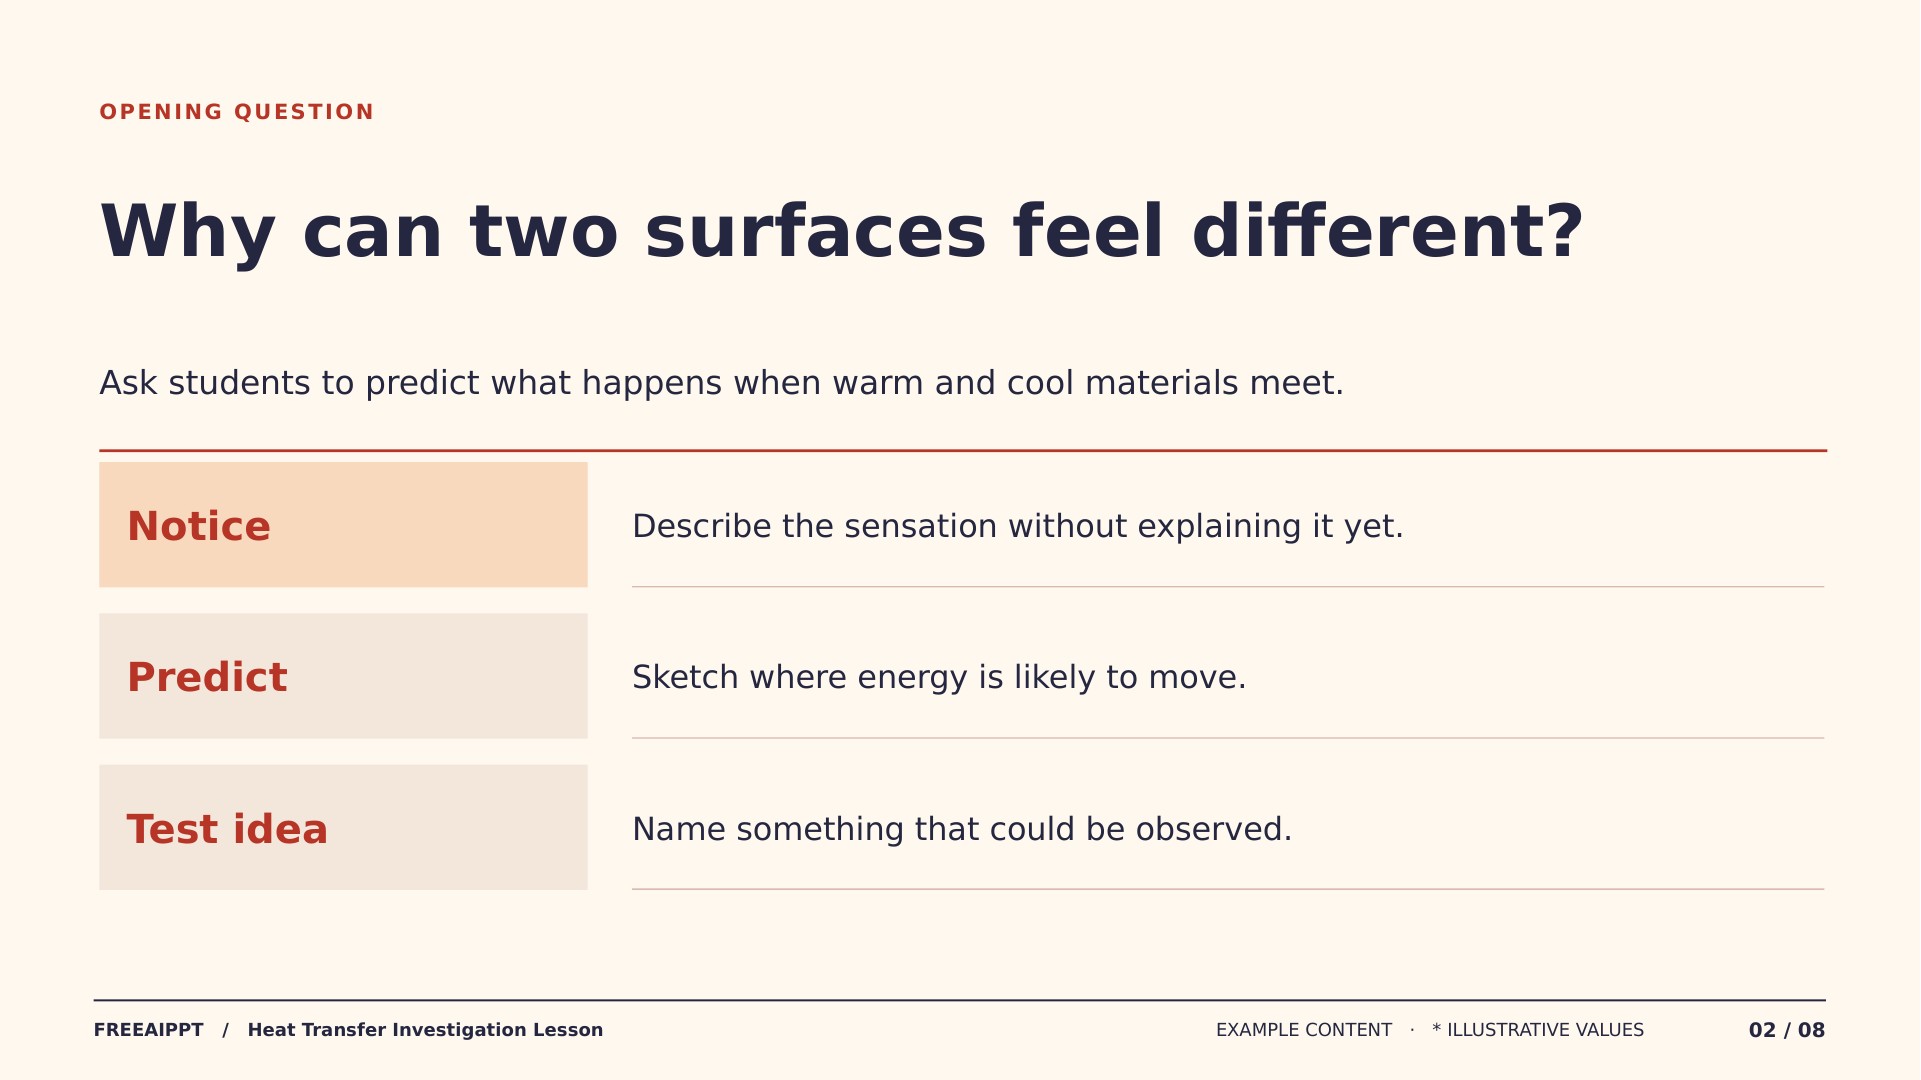 OPENING QUESTION
Why can two surfaces feel different?
Ask students to predict what happens when warm and cool materials meet.
Notice
Describe the sensation without explaining it yet.
Predict
Sketch where energy is likely to move.
Test idea
Name something that could be observed.
FREEAIPPT / Heat Transfer Investigation Lesson
EXAMPLE CONTENT · * ILLUSTRATIVE VALUES
02 / 08